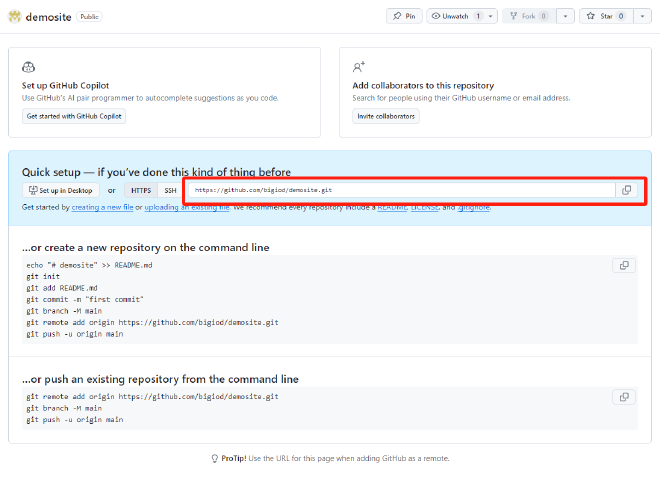 demosite Public
Pin Unwatch 1 Fork 0 Star 0
Set up GitHub Copilot
Use GitHub's AI pair programmer to autocomplete suggestions as you code.
Get started with GitHub Copilot
Add collaborators to this repository
Search for people using their GitHub username or email address.
Invite collaborators
Quick setup — if you've done this kind of thing before
Set up in Desktop or HTTPS SSH https://github.com/bigiod/demosite.git
Get started by creating a new file or uploading an existing file. We recommend every repository include a README, LICENSE, and .gitignore.
...or create a new repository on the command line
echo "# demosite" >> README.md
git init
git add README.md
git commit -m "first commit"
git branch -M main
git remote add origin https://github.com/bigiod/demosite.git
git push -u origin main
...or push an existing repository from the command line
git remote add origin https://github.com/bigiod/demosite.git
git branch -M main
git push -u origin main
ProTip! Use the URL for this page when adding GitHub as a remote.